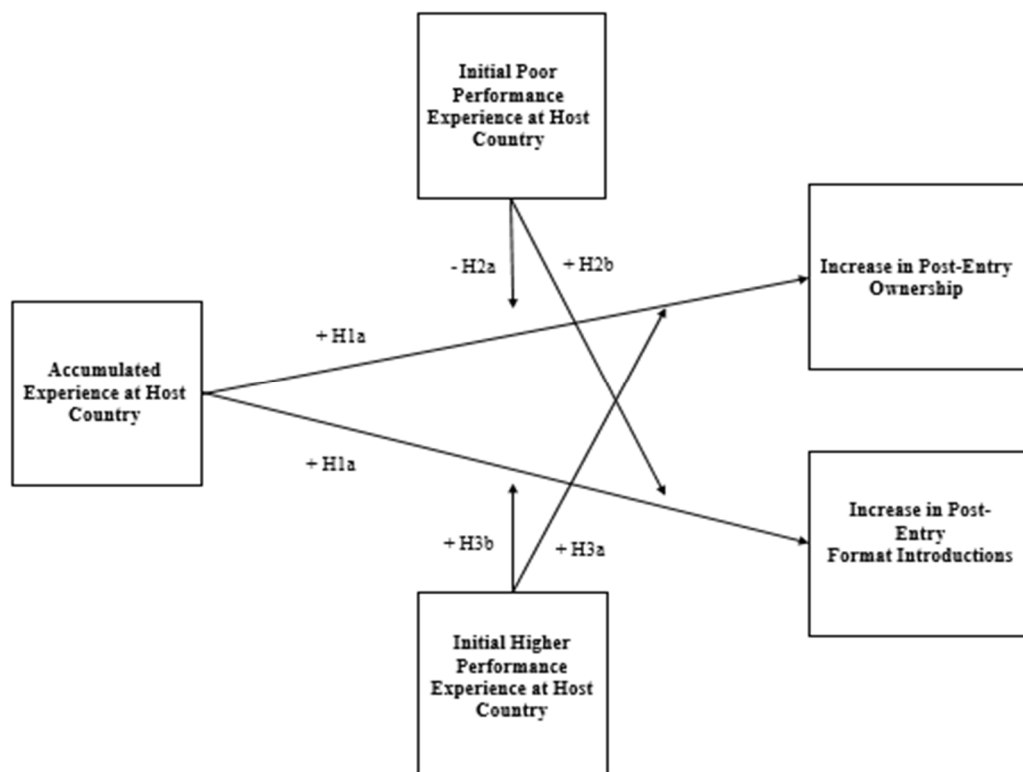 Initial Poor
Performance
Experience at Host
Country
- H2a
+ H2b
Increase in Post-Entry
Ownership
+ H1a
Accumulated
Experience at Host
Country
+ H1a
Increase in Post-
Entry
Format Introductions
+ H3b
+ H3a
Initial Higher
Performance
Experience at Host
Country